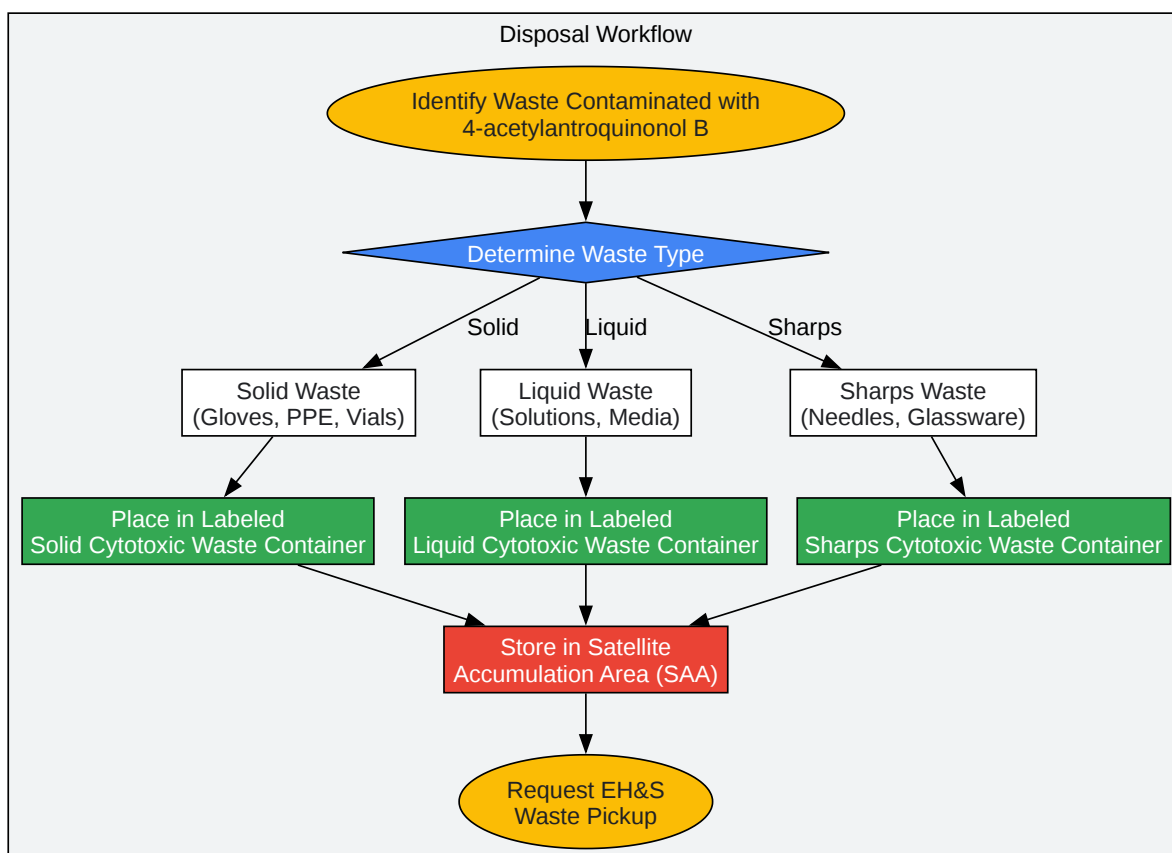 Disposal Workflow
Identify Waste Contaminated with
4-acetylantroquinonol B
Determine Waste Type
Solid
Liquid
Sharps
Solid Waste
(Gloves, PPE, Vials)
Liquid Waste
(Solutions, Media)
Sharps Waste
(Needles, Glassware)
Place in Labeled
Solid Cytotoxic Waste Container
Place in Labeled
Liquid Cytotoxic Waste Container
Place in Labeled
Sharps Cytotoxic Waste Container
Store in Satellite
Accumulation Area (SAA)
Request EH&S
Waste Pickup